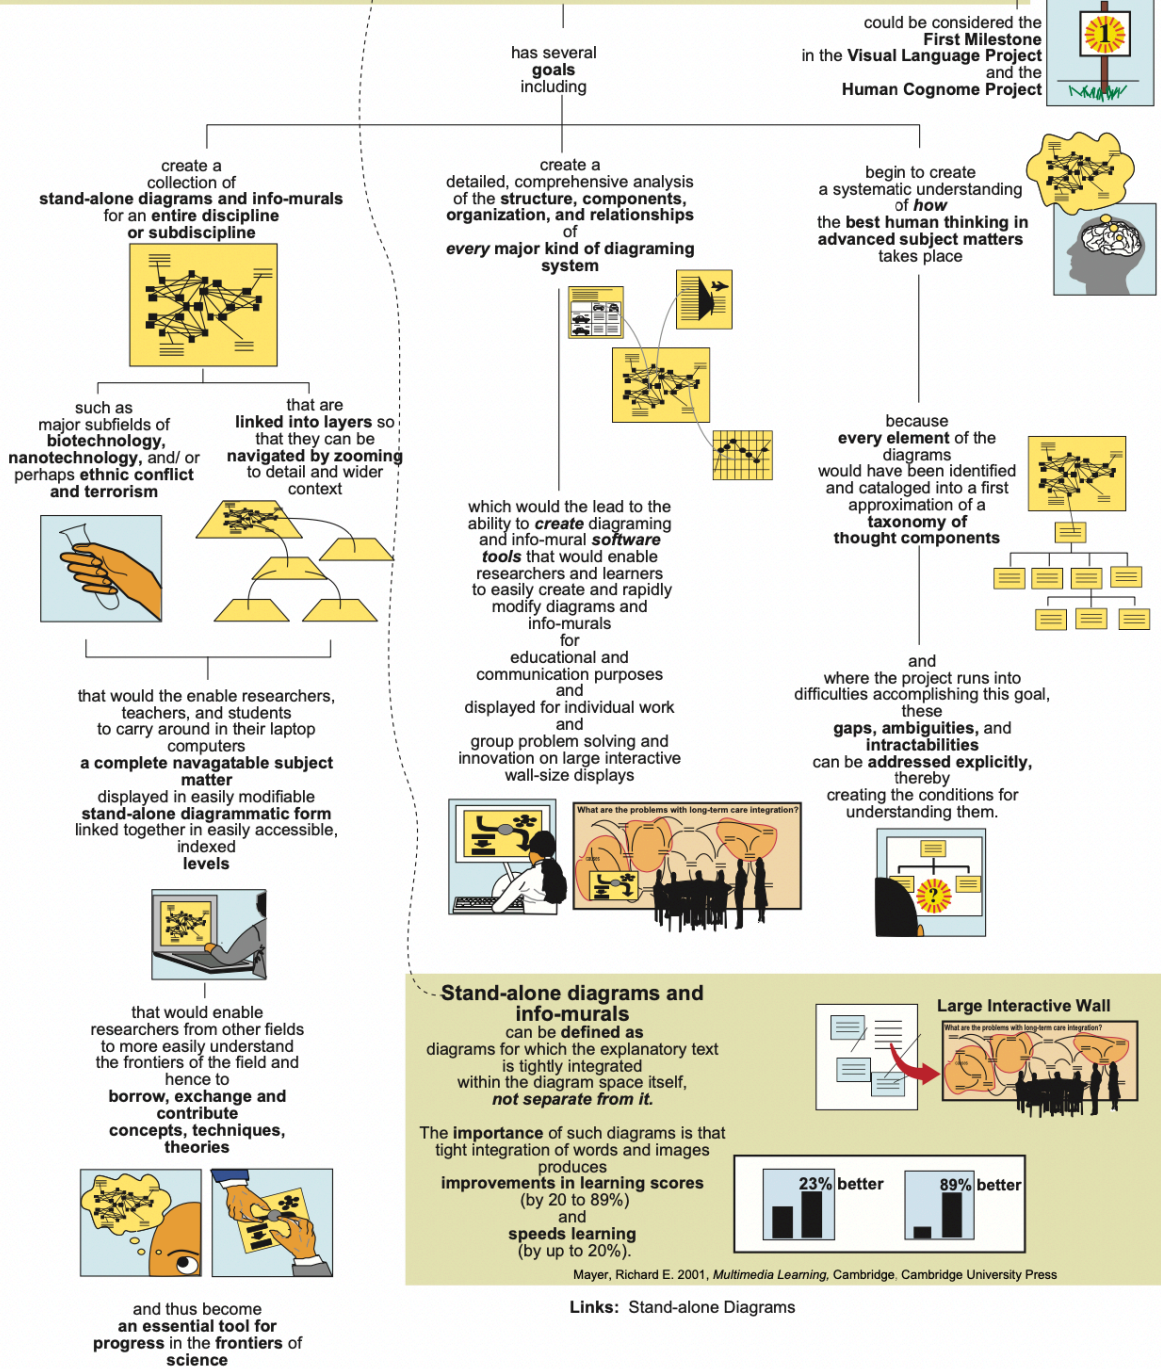 could be considered the
First Milestone
in the Visual Language Project
and the
Human Cognome Project
1
has several
goals
including
create a
collection of
stand-alone diagrams and info-murals
for an entire discipline
or subdiscipline
such as
major subfields of
biotechnology,
nanotechnology, and/ or
perhaps ethnic conflict
and terrorism
that are
linked into layers so
that they can be
navigated by zooming
to detail and wider
context
that would the enable researchers,
teachers, and students
to carry around in their laptop
computers
a complete navagatable subject
matter
displayed in easily modifiable
stand-alone diagrammatic form
linked together in easily accessible,
indexed
levels
that would enable
researchers from other fields
to more easily understand
the frontiers of the field and
hence to
borrow, exchange and
contribute
concepts, techniques,
theories
and thus become
an essential tool for
progress in the frontiers of
science
create a
detailed, comprehensive analysis
of the structure, components,
organization, and relationships
of
every major kind of diagraming
system
which would the lead to the
ability to create diagraming
and info-mural software
tools that would enable
researchers and learners
to easily create and rapidly
modify diagrams and
info-murals
for
educational and
communication purposes
and
displayed for individual work
and
group problem solving and
innovation on large interactive
wall-size displays
What are the problems with long-term care integration?
begin to create
a systematic understanding
of how
the best human thinking in
advanced subject matters
takes place
because
every element of the
diagrams
would have been identified
and cataloged into a first
approximation of a
taxonomy of
thought components
and
where the project runs into
difficulties accomplishing this goal,
these
gaps, ambiguities, and
intractabilities
can be addressed explicitly,
thereby
creating the conditions for
understanding them.
?
Stand-alone diagrams and
info-murals
can be defined as
diagrams for which the explanatory text
is tightly integrated
within the diagram space itself,
not separate from it.
The importance of such diagrams is that
tight integration of words and images
produces
improvements in learning scores
(by 20 to 89%)
and
speeds learning
(by up to 20%).
Large Interactive Wall
What are the problems with long-term care integration?
23% better
89% better
Mayer, Richard E. 2001, Multimedia Learning, Cambridge, Cambridge University Press
Links: Stand-alone Diagrams